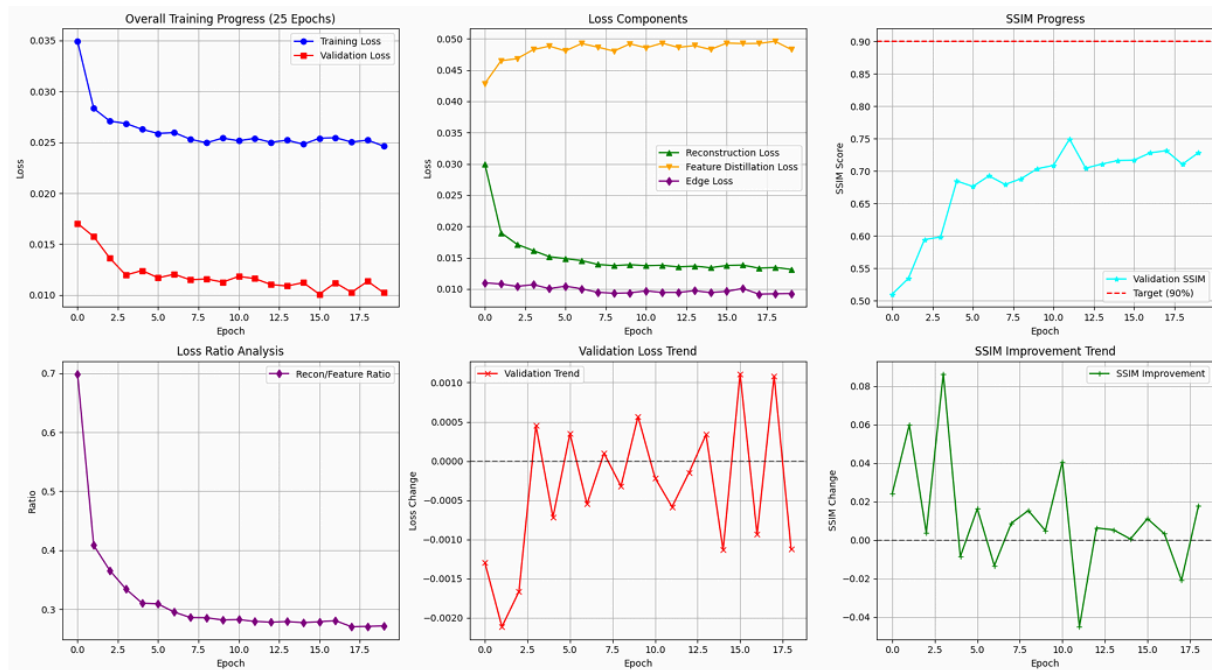 Overall Training Progress (25 Epochs)
Training Loss
Validation Loss
Loss
0.035
0.030
0.025
0.020
0.015
0.010
0.0 2.5 5.0 7.5 10.0 12.5 15.0 17.5
Epoch
Loss Components
Reconstruction Loss
Feature Distillation Loss
Edge Loss
Loss
0.050
0.045
0.040
0.035
0.030
0.025
0.020
0.015
0.010
0.0 2.5 5.0 7.5 10.0 12.5 15.0 17.5
Epoch
SSIM Progress
SSIM Score
0.90
0.85
0.80
0.75
0.70
0.65
0.60
0.55
0.50
Validation SSIM
Target (90%)
0.0 2.5 5.0 7.5 10.0 12.5 15.0 17.5
Epoch
Loss Ratio Analysis
Recon/Feature Ratio
Ratio
0.7
0.6
0.5
0.4
0.3
0.0 2.5 5.0 7.5 10.0 12.5 15.0 17.5
Epoch
Validation Loss Trend
Validation Trend
Loss Change
0.0010
0.0005
0.0000
−0.0005
−0.0010
−0.0015
−0.0020
0.0 2.5 5.0 7.5 10.0 12.5 15.0 17.5
Epoch
SSIM Improvement Trend
SSIM Improvement
SSIM Change
0.08
0.06
0.04
0.02
0.00
−0.02
−0.04
0.0 2.5 5.0 7.5 10.0 12.5 15.0 17.5
Epoch